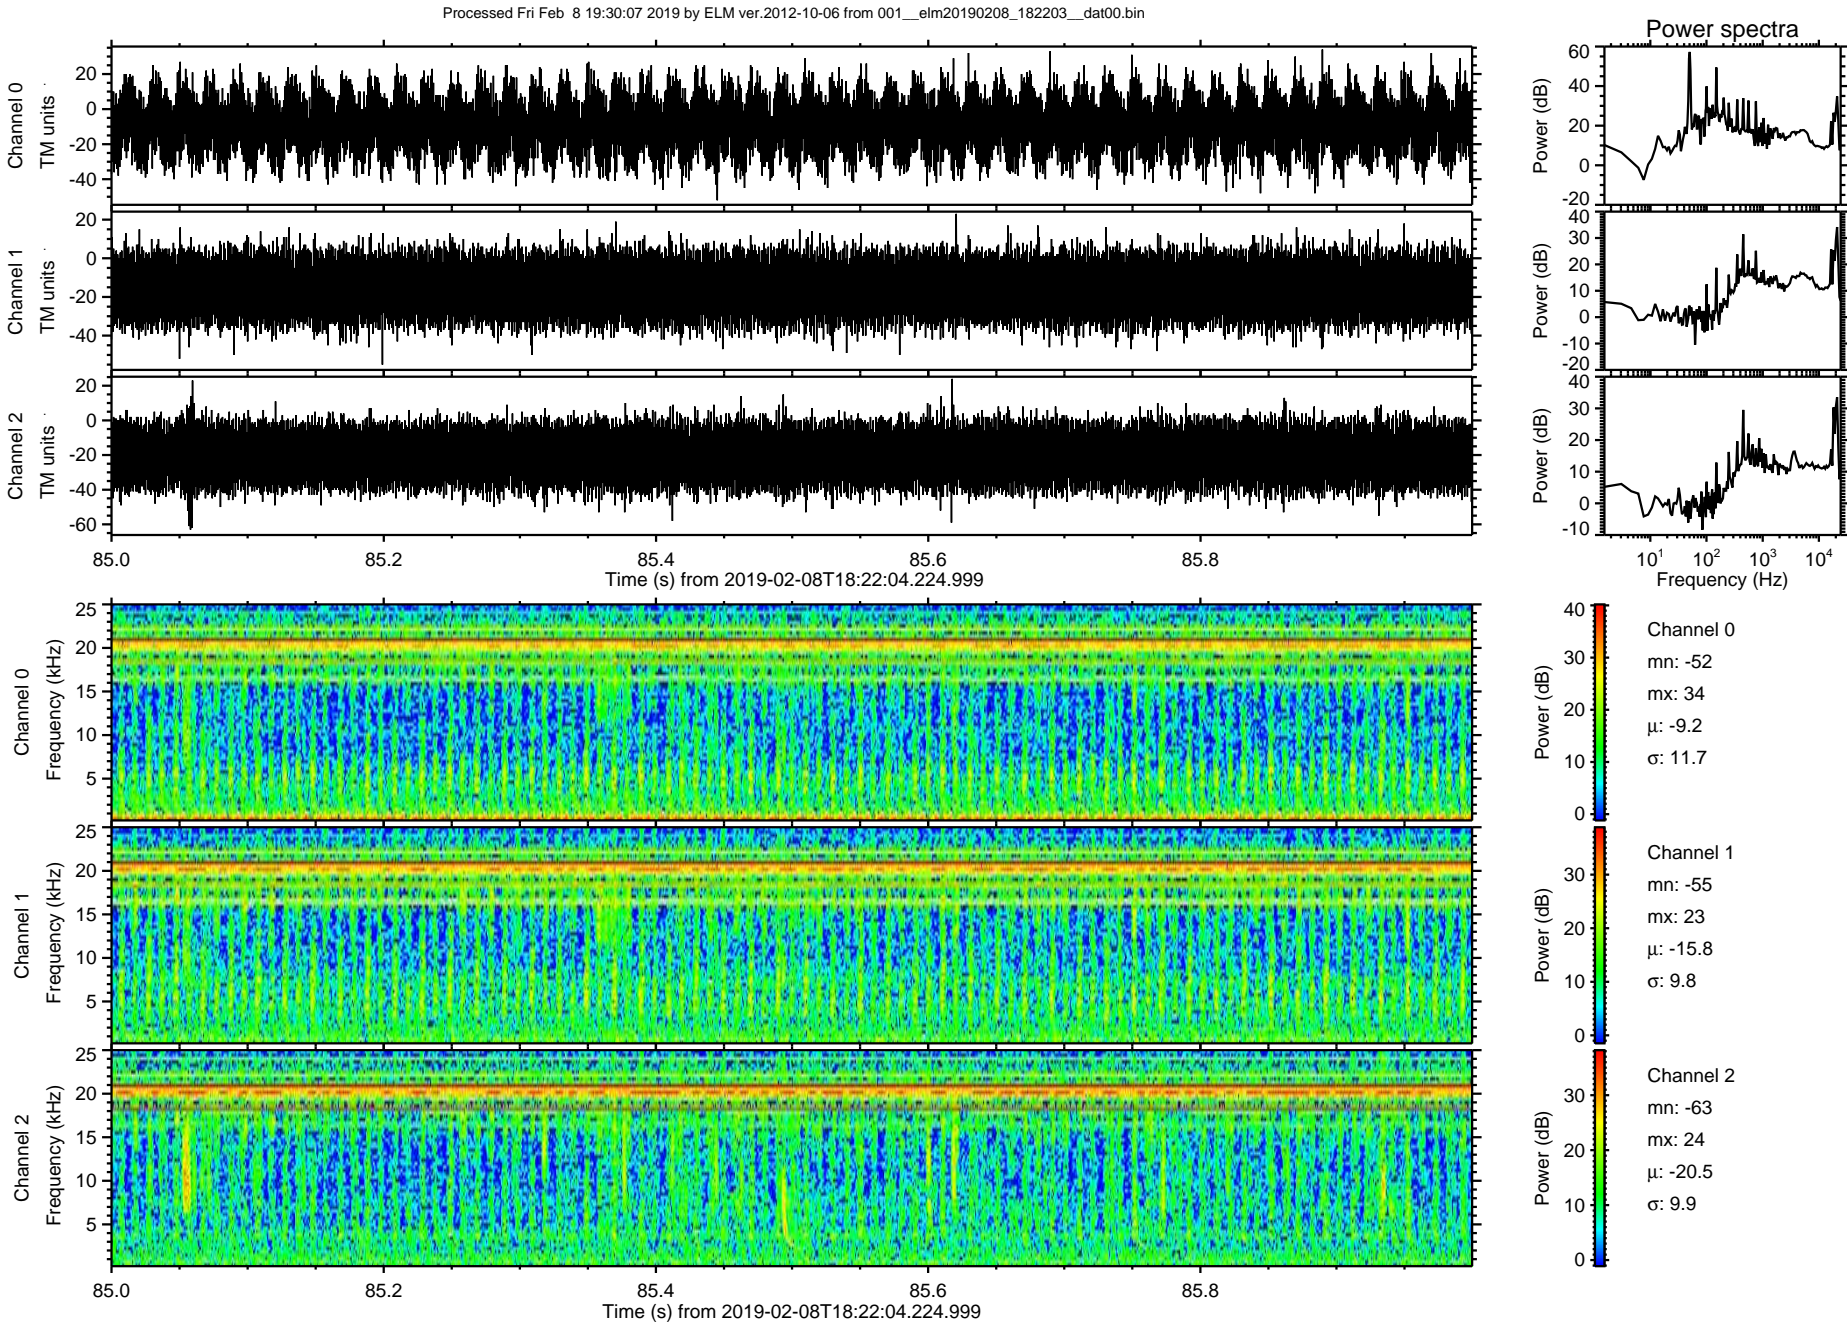 Processed Fri Feb  8 19:30:07 2019 by ELM ver.2012-10-06 from 001__elm20190208_182203__dat00.bin
Power spectra
Channel 0
TM units
20
0
-20
-40
Power (dB)
60
40
20
0
-20
Channel 1
TM units
20
0
-20
-40
Power (dB)
40
30
20
10
0
-10
-20
Channel 2
TM units
20
0
-20
-40
-60
Power (dB)
40
30
20
10
0
-10
85.0 85.2 85.4 85.6 85.8
Time (s) from 2019-02-08T18:22:04.224.999
10^1 10^2 10^3 10^4
Frequency (Hz)
Channel 0
Frequency (kHz)
25
20
15
10
5
Power (dB)
40
30
20
10
0
Channel 0
mn: -52
mx: 34
µ: -9.2
σ: 11.7
Channel 1
Frequency (kHz)
25
20
15
10
5
Power (dB)
30
20
10
0
Channel 1
mn: -55
mx: 23
µ: -15.8
σ: 9.8
Channel 2
Frequency (kHz)
25
20
15
10
5
Power (dB)
30
20
10
0
Channel 2
mn: -63
mx: 24
µ: -20.5
σ: 9.9
85.0 85.2 85.4 85.6 85.8
Time (s) from 2019-02-08T18:22:04.224.999